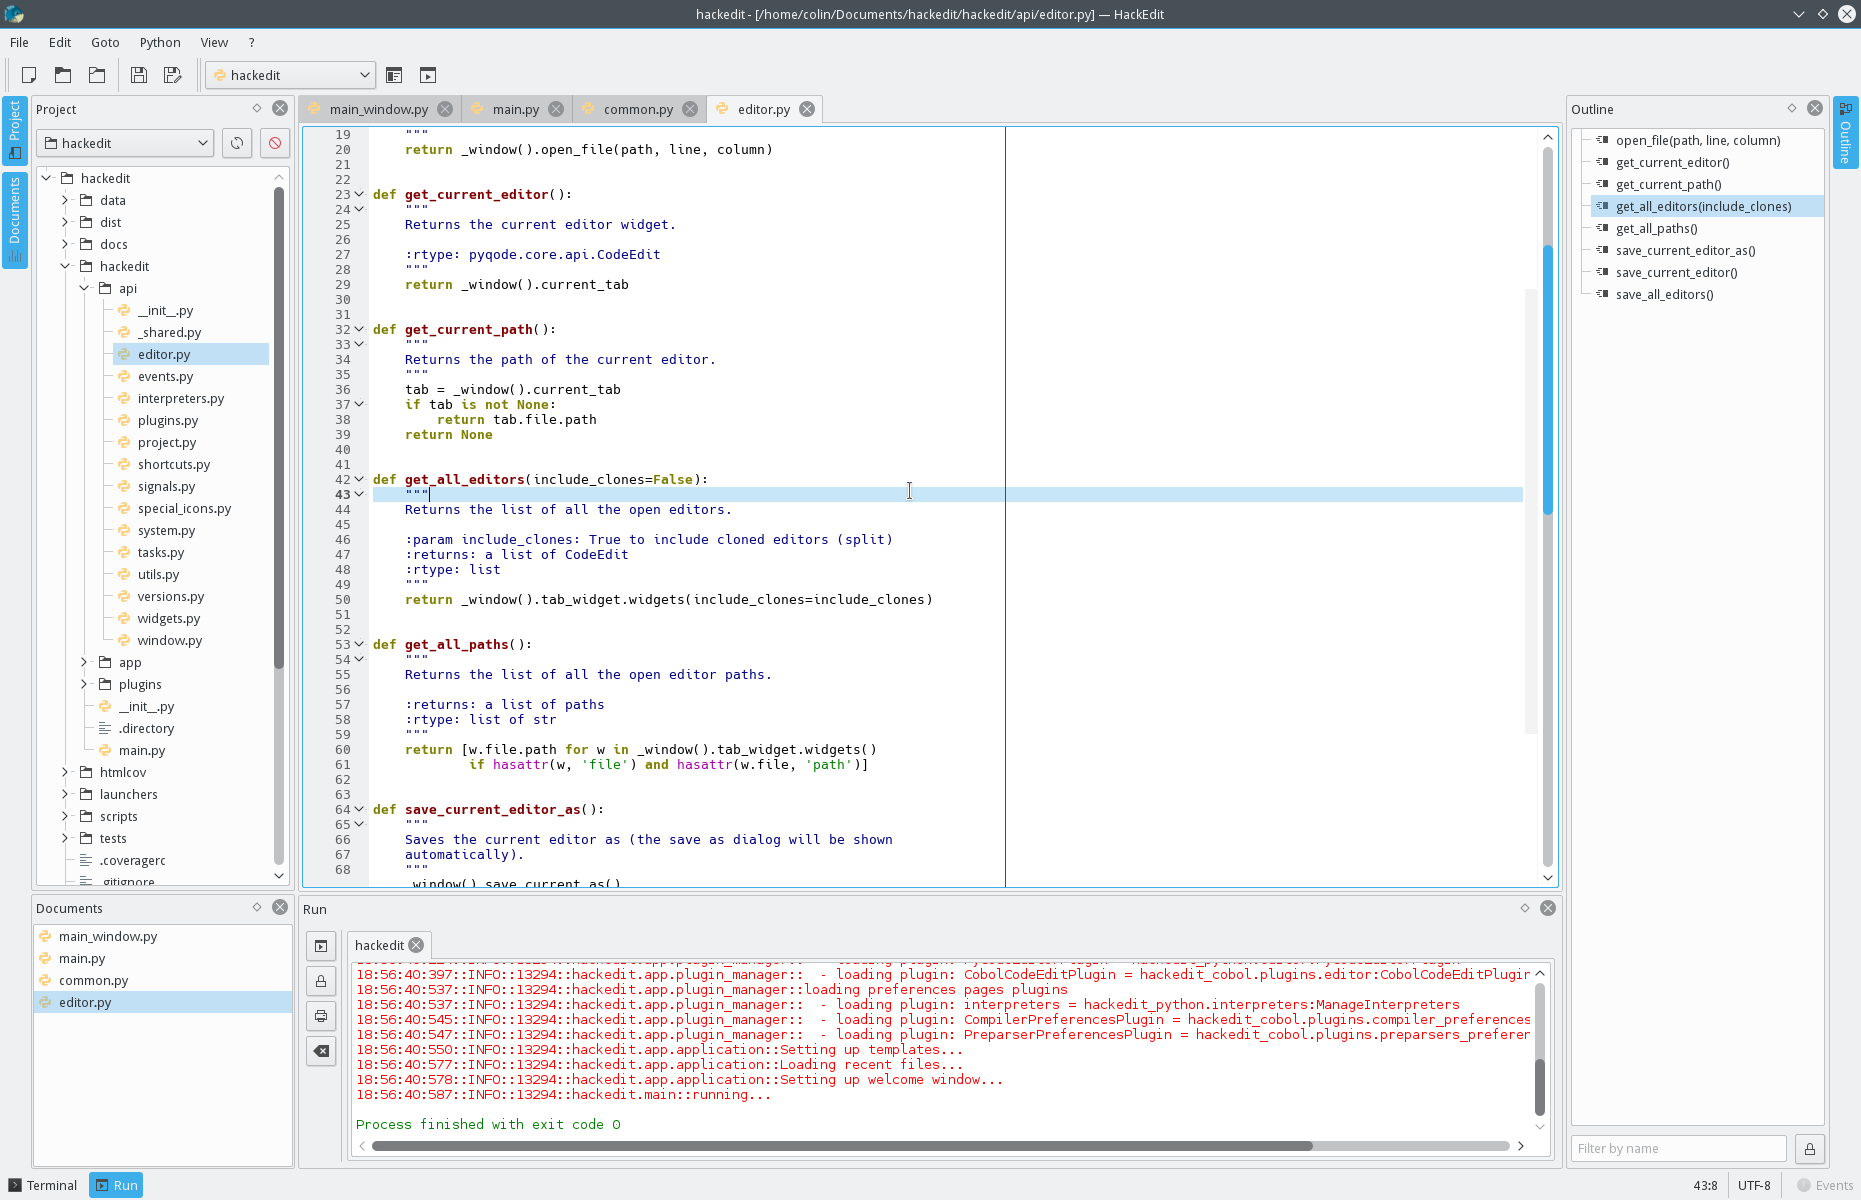 hackedit - [/home/colin/Documents/hackedit/hackedit/api/editor.py] — HackEdit
File Edit Goto Python View ?
hackedit
Project
Documents
Project
hackedit
hackedit
data
dist
docs
hackedit
api
__init__.py
_shared.py
editor.py
events.py
interpreters.py
plugins.py
project.py
shortcuts.py
signals.py
special_icons.py
system.py
tasks.py
utils.py
versions.py
widgets.py
window.py
app
plugins
__init__.py
.directory
main.py
htmlcov
launchers
scripts
tests
.coveragerc
.gitignore
Documents
main_window.py
main.py
common.py
editor.py
main_window.py main.py common.py editor.py
19 """
20 return _window().open_file(path, line, column)
21
22
23 def get_current_editor():
24 """
25 Returns the current editor widget.
26
27 :rtype: pyqode.core.api.CodeEdit
28 """
29 return _window().current_tab
30
31
32 def get_current_path():
33 """
34 Returns the path of the current editor.
35 """
36 tab = _window().current_tab
37 if tab is not None:
38 return tab.file.path
39 return None
40
41
42 def get_all_editors(include_clones=False):
43 """
44 Returns the list of all the open editors.
45
46 :param include_clones: True to include cloned editors (split)
47 :returns: a list of CodeEdit
48 :rtype: list
49 """
50 return _window().tab_widget.widgets(include_clones=include_clones)
51
52
53 def get_all_paths():
54 """
55 Returns the list of all the open editor paths.
56
57 :returns: a list of paths
58 :rtype: list of str
59 """
60 return [w.file.path for w in _window().tab_widget.widgets()
61 if hasattr(w, 'file') and hasattr(w.file, 'path')]
62
63
64 def save_current_editor_as():
65 """
66 Saves the current editor as (the save as dialog will be shown
67 automatically).
68 """
_window().save_current_as()
Run
hackedit
18:56:40:397::INFO::13294::hackedit.app.plugin_manager:: - loading plugin: CobolCodeEditPlugin = hackedit_cobol.plugins.editor:CobolCodeEditPlugin
18:56:40:537::INFO::13294::hackedit.app.plugin_manager::loading preferences pages plugins
18:56:40:537::INFO::13294::hackedit.app.plugin_manager:: - loading plugin: interpreters = hackedit_python.interpreters:ManageInterpreters
18:56:40:545::INFO::13294::hackedit.app.plugin_manager:: - loading plugin: CompilerPreferencesPlugin = hackedit_cobol.plugins.compiler_preferences
18:56:40:547::INFO::13294::hackedit.app.plugin_manager:: - loading plugin: PreparserPreferencesPlugin = hackedit_cobol.plugins.preparsers_prefere
18:56:40:550::INFO::13294::hackedit.app.application::Setting up templates...
18:56:40:577::INFO::13294::hackedit.app.application::Loading recent files...
18:56:40:578::INFO::13294::hackedit.app.application::Setting up welcome window...
18:56:40:587::INFO::13294::hackedit.main::running...
Process finished with exit code 0
Outline
open_file(path, line, column)
get_current_editor()
get_current_path()
get_all_editors(include_clones)
get_all_paths()
save_current_editor_as()
save_current_editor()
save_all_editors()
Filter by name
Outline
Terminal Run
43:8 UTF-8 Events